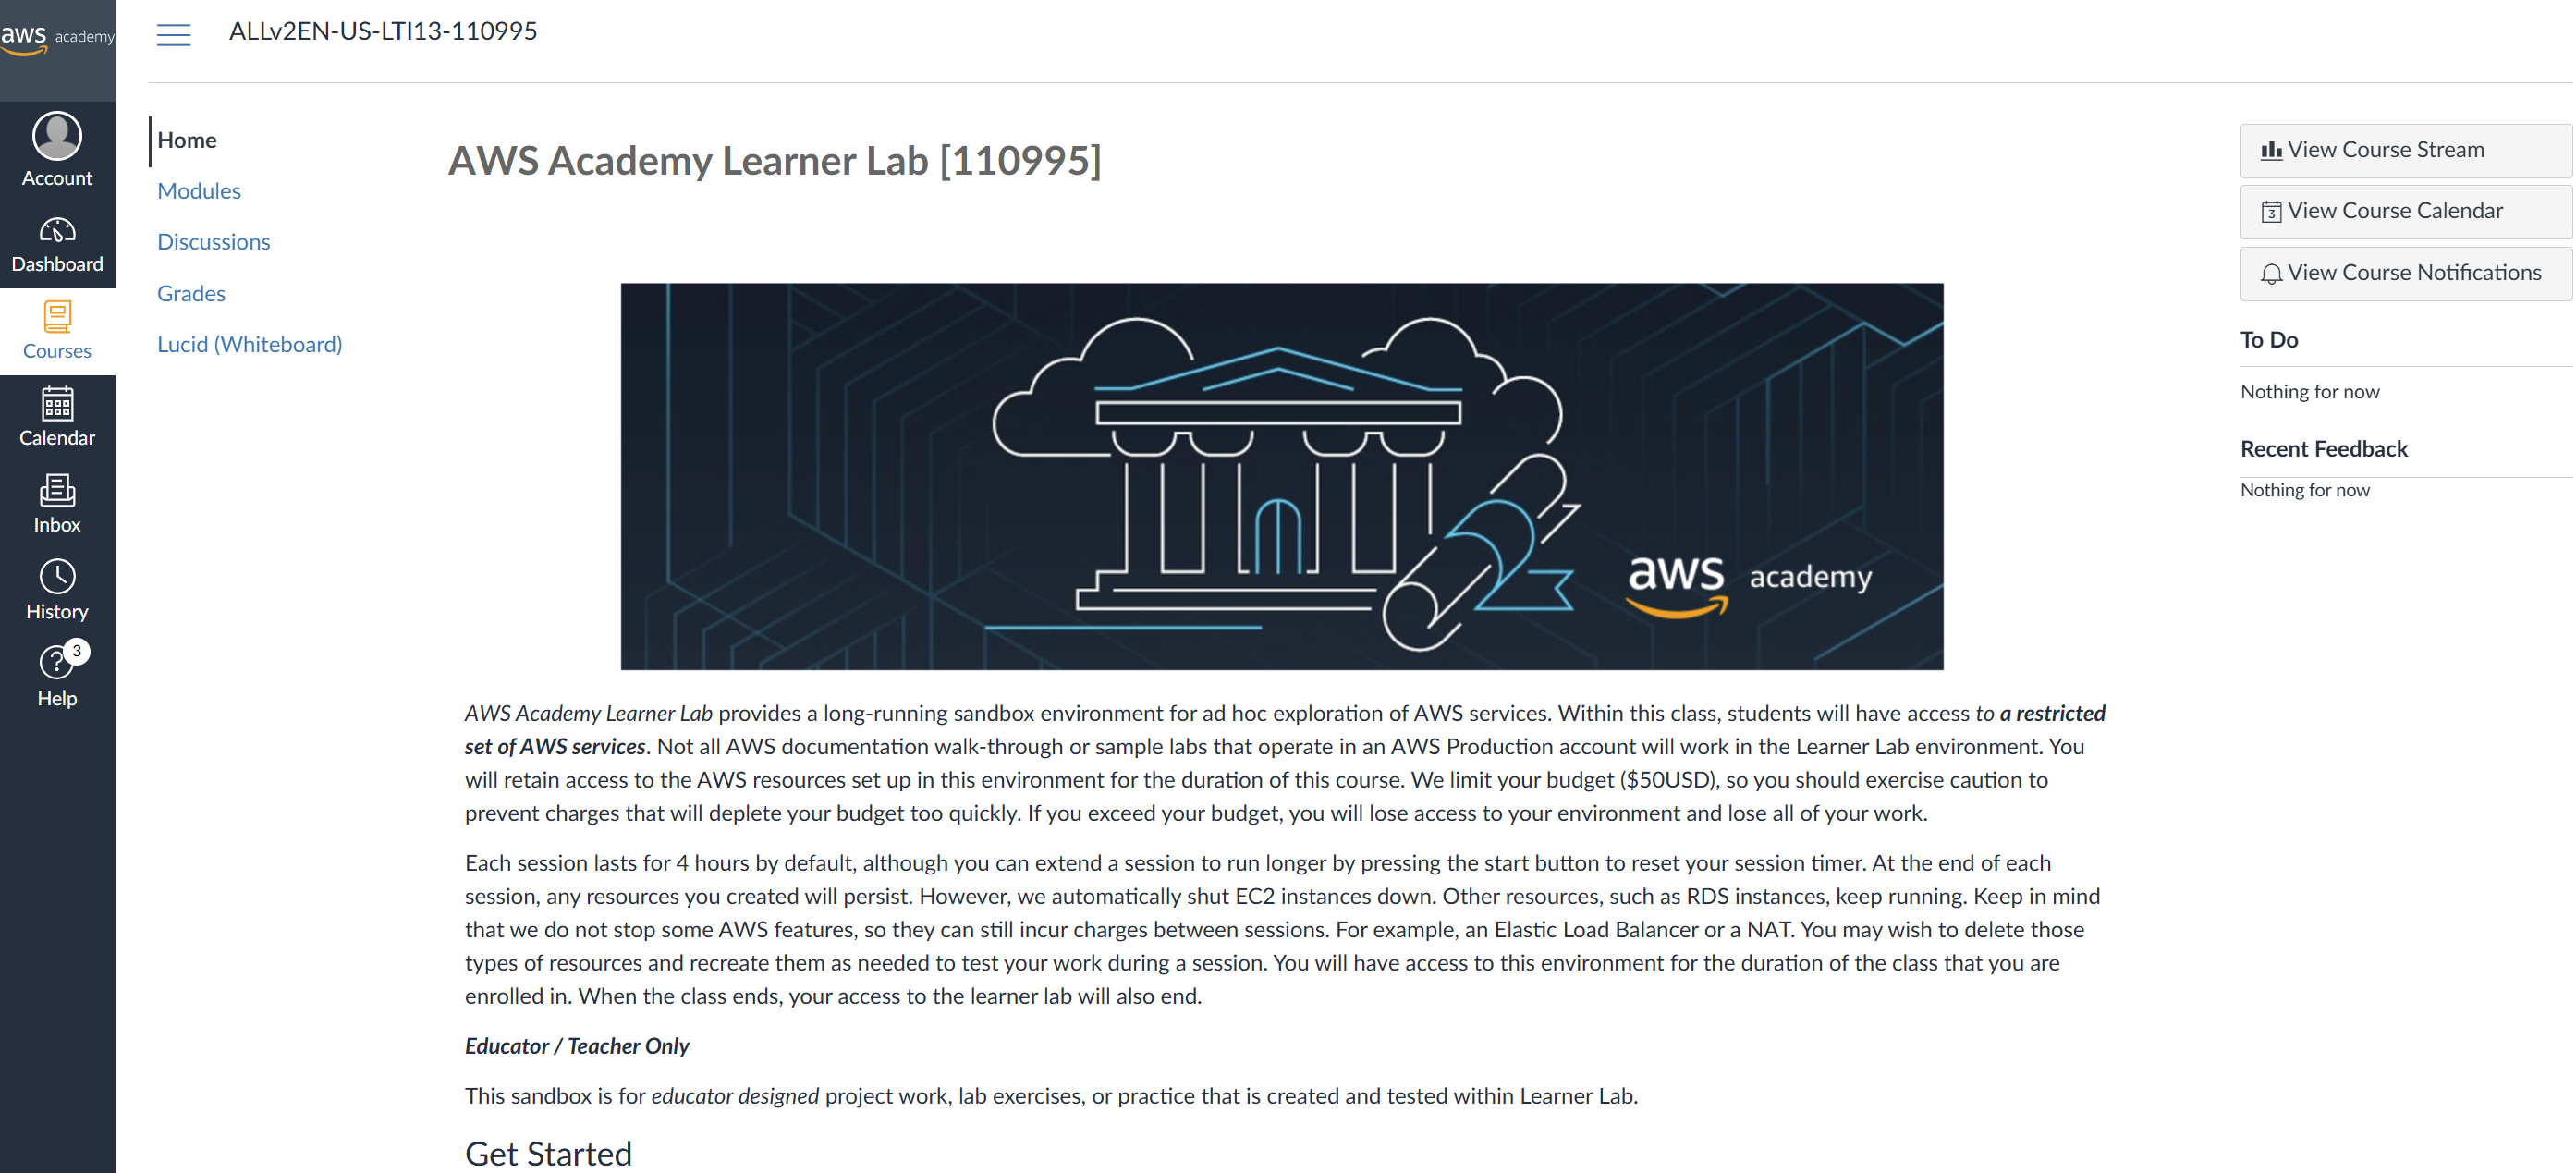 aws academy
ALLv2EN-US-LTI13-110995
Account
Dashboard
Courses
Calendar
Inbox
History
3
Help
Home
Modules
Discussions
Grades
Lucid (Whiteboard)
AWS Academy Learner Lab [110995]
aws academy
AWS Academy Learner Lab provides a long-running sandbox environment for ad hoc exploration of AWS services. Within this class, students will have access to a restricted
set of AWS services. Not all AWS documentation walk-through or sample labs that operate in an AWS Production account will work in the Learner Lab environment. You
will retain access to the AWS resources set up in this environment for the duration of this course. We limit your budget ($50USD), so you should exercise caution to
prevent charges that will deplete your budget too quickly. If you exceed your budget, you will lose access to your environment and lose all of your work.
Each session lasts for 4 hours by default, although you can extend a session to run longer by pressing the start button to reset your session timer. At the end of each
session, any resources you created will persist. However, we automatically shut EC2 instances down. Other resources, such as RDS instances, keep running. Keep in mind
that we do not stop some AWS features, so they can still incur charges between sessions. For example, an Elastic Load Balancer or a NAT. You may wish to delete those
types of resources and recreate them as needed to test your work during a session. You will have access to this environment for the duration of the class that you are
enrolled in. When the class ends, your access to the learner lab will also end.
Educator / Teacher Only
This sandbox is for educator designed project work, lab exercises, or practice that is created and tested within Learner Lab.
Get Started
View Course Stream
3 View Course Calendar
View Course Notifications
To Do
Nothing for now
Recent Feedback
Nothing for now